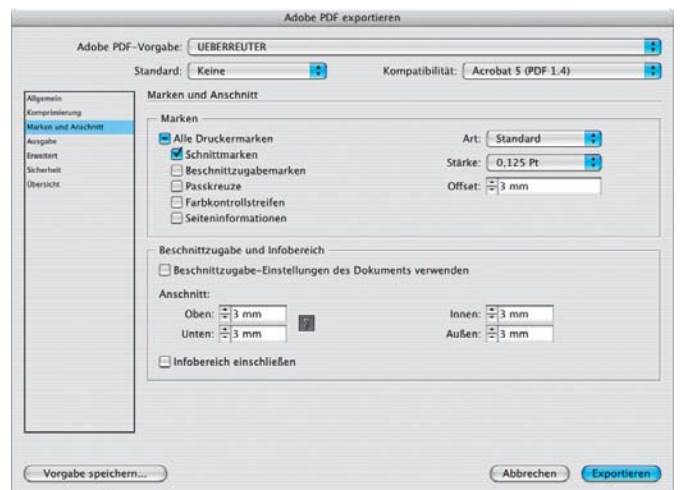 Adobe PDF exportieren
Adobe PDF-Vorgabe: UEBERREUTER
Standard: Keine Kompatibilität: Acrobat 5 (PDF 1.4)
Allgemein
Komprimierung
Marken und Anschnitt
Ausgabe
Erweitert
Sicherheit
Übersicht
Marken und Anschnitt
Marken
Alle Druckermarken
Schnittmarken
Beschnittzugabemarken
Passkreuze
Farbkontrollstreifen
Seiteninformationen
Art: Standard
Stärke: 0,125 Pt
Offset: 3 mm
Beschnittzugabe und Infobereich
Beschnittzugabe-Einstellungen des Dokuments verwenden
Anschnitt:
Oben: 3 mm
Unten: 3 mm
Innen: 3 mm
Außen: 3 mm
Infobereich einschließen
Vorgabe speichern... Abbrechen Exportieren